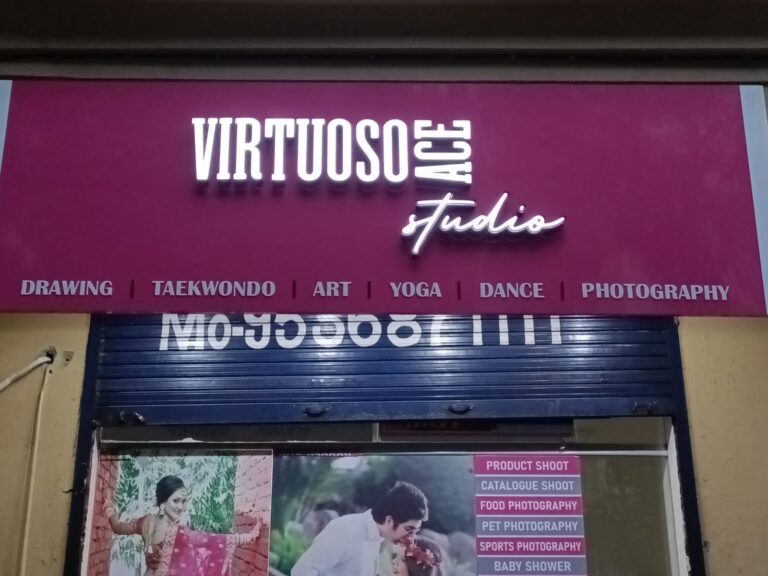 VIRTUOSO ACE
studio
DRAWING | TAEKWONDO | ART | YOGA | DANCE | PHOTOGRAPHY
PRODUCT SHOOT
CATALOGUE SHOOT
FOOD PHOTOGRAPHY
PET PHOTOGRAPHY
SPORTS PHOTOGRAPHY
BABY SHOWER